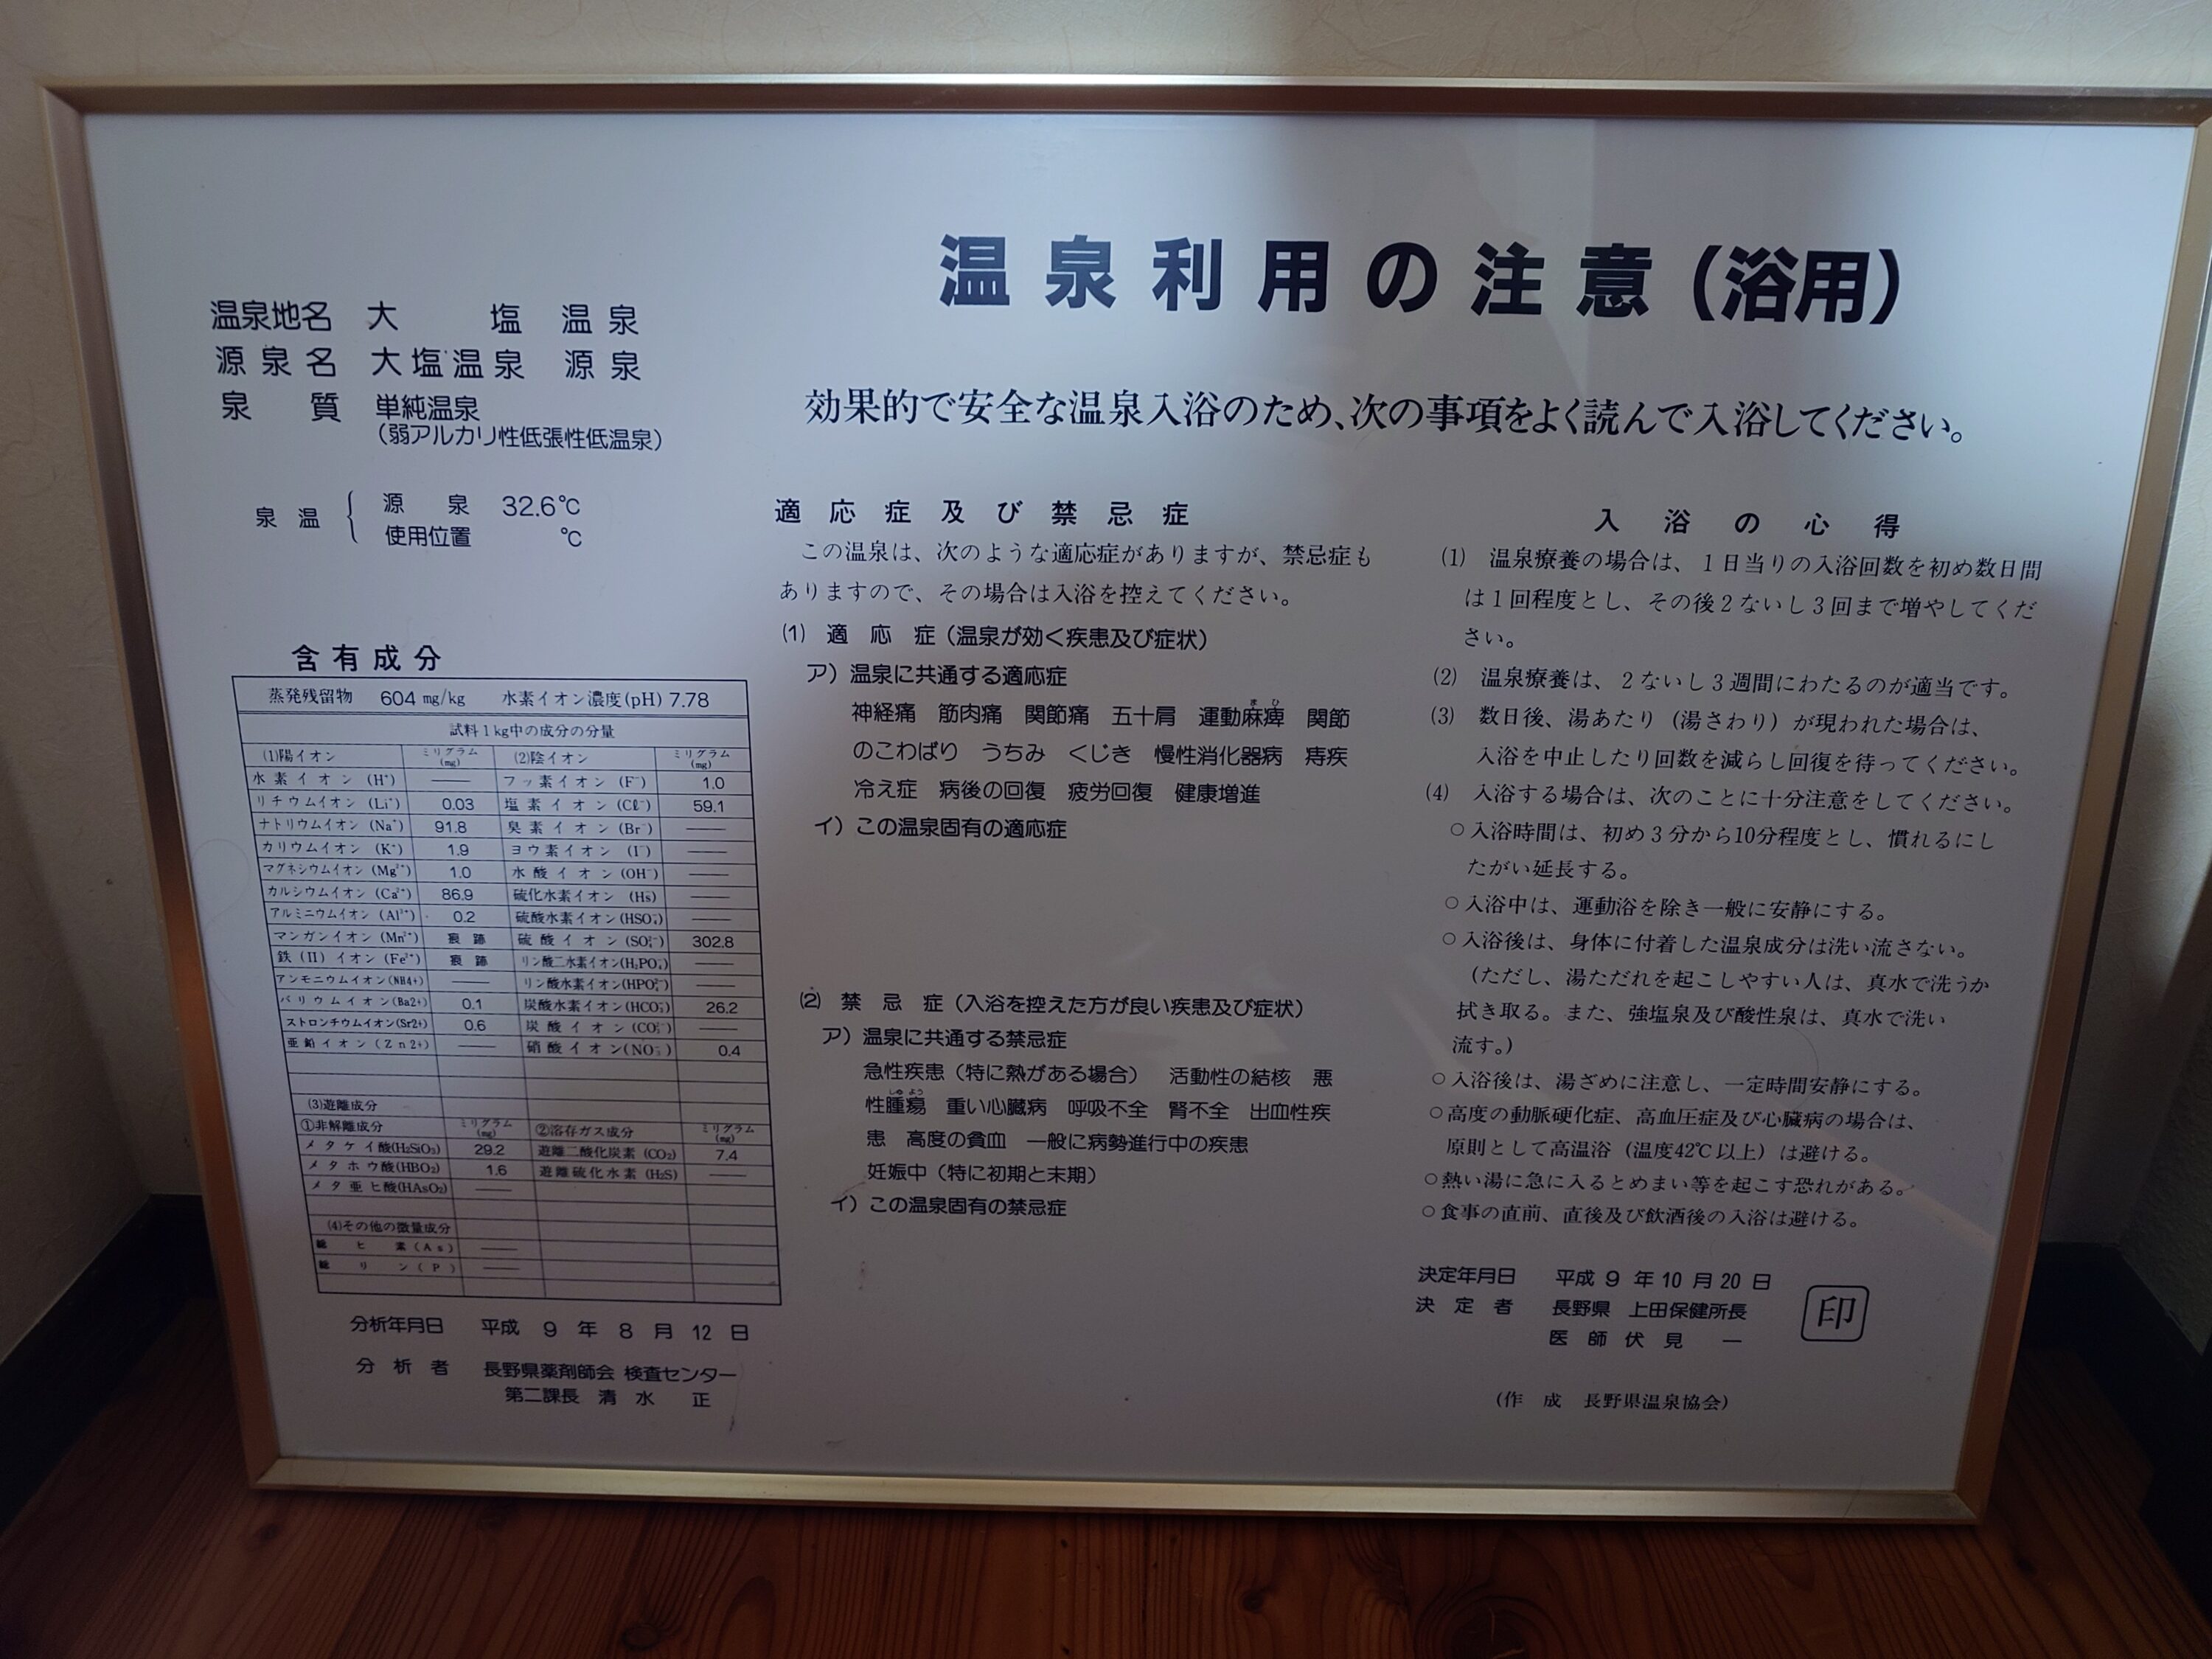 温泉利用の注意(浴用)
効果的で安全な温泉入浴のため、次の事項をよく読んで入浴してください。
温泉地名 大塩温泉
源泉名 大塩温泉 源泉
泉質 単純温泉
(弱アルカリ性低張性低温泉)
泉温 { 源泉 32.6℃
使用位置 ℃
含有成分
蒸発残留物 604 mg/kg 水素イオン濃度(pH) 7.78
試料1kg中の成分の分量
(1)陽イオン ミリグラム(mg) (2)陰イオン ミリグラム(mg)
水素イオン (H⁺) ── フッ素イオン (F⁻) 1.0
リチウムイオン (Li⁺) 0.03 塩素イオン (Cℓ⁻) 59.1
ナトリウムイオン (Na⁺) 91.8 臭素イオン (Br⁻) ──
カリウムイオン (K⁺) 1.9 ヨウ素イオン (I⁻) ──
マグネシウムイオン (Mg²⁺) 1.0 水酸イオン (OH⁻) ──
カルシウムイオン (Ca²⁺) 86.9 硫化水素イオン (Hs⁻) ──
アルミニウムイオン (Al³⁺) 0.2 硫酸水素イオン (HSO₄⁻) ──
マンガンイオン (Mn²⁺) 痕跡 硫酸イオン (SO₄²⁻) 302.8
鉄(II)イオン (Fe²⁺) 痕跡 リン酸二水素イオン(H₂PO₄⁻) ──
アンモニウムイオン(NH4+) ── リン酸水素イオン(HPO₄²⁻) ──
バリウムイオン(Ba2+) 0.1 炭酸水素イオン(HCO₃⁻) 26.2
ストロンチウムイオン(Sr2+) 0.6 炭酸イオン (CO₃²⁻) ──
亜鉛イオン(Zn2+) ── 硝酸イオン(NO₃⁻) 0.4
(3)遊離成分
①非解離成分 ミリグラム(mg) ②溶存ガス成分 ミリグラム(mg)
メタケイ酸(H₂SiO₃) 29.2 遊離二酸化炭素 (CO₂) 7.4
メタホウ酸(HBO₂) 1.6 遊離硫化水素 (H₂S) ──
メタ亜ヒ酸(HAsO₂) ──
(4)その他の微量成分
総ヒ素(As) ──
総リン(P) ──
分析年月日 平成9年8月12日
分析者 長野県薬剤師会 検査センター
第二課長 清水 正
適応症及び禁忌症
この温泉は、次のような適応症がありますが、禁忌症も
ありますので、その場合は入浴を控えてください。
(1) 適応症(温泉が効く疾患及び症状)
ア)温泉に共通する適応症
神経痛 筋肉痛 関節痛 五十肩 運動麻痺 関節
まひ
のこわばり うちみ くじき 慢性消化器病 痔疾
冷え症 病後の回復 疲労回復 健康増進
イ)この温泉固有の適応症
(2) 禁忌症(入浴を控えた方が良い疾患及び症状)
ア)温泉に共通する禁忌症
急性疾患(特に熱がある場合) 活動性の結核 悪
しゅよう
性腫瘍 重い心臓病 呼吸不全 腎不全 出血性疾
患 高度の貧血 一般に病勢進行中の疾患
妊娠中(特に初期と末期)
イ)この温泉固有の禁忌症
入浴の心得
(1) 温泉療養の場合は、1日当りの入浴回数を初め数日間
は1回程度とし、その後2ないし3回まで増やしてくだ
さい。
(2) 温泉療養は、2ないし3週間にわたるのが適当です。
(3) 数日後、湯あたり(湯さわり)が現われた場合は、
入浴を中止したり回数を減らし回復を待ってください。
(4) 入浴する場合は、次のことに十分注意をしてください。
○入浴時間は、初め3分から10分程度とし、慣れるにし
たがい延長する。
○入浴中は、運動浴を除き一般に安静にする。
○入浴後は、身体に付着した温泉成分は洗い流さない。
(ただし、湯ただれを起こしやすい人は、真水で洗うか
拭き取る。また、強塩泉及び酸性泉は、真水で洗い
流す。)
○入浴後は、湯ざめに注意し、一定時間安静にする。
○高度の動脈硬化症、高血圧症及び心臓病の場合は、
原則として高温浴(温度42℃以上)は避ける。
○熱い湯に急に入るとめまい等を起こす恐れがある。
○食事の直前、直後及び飲酒後の入浴は避ける。
決定年月日 平成9年10月20日
決定者 長野県 上田保健所長
医師 伏見 一
印
(作成 長野県温泉協会)